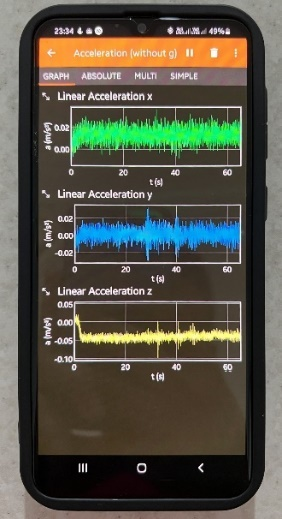 23:34
49%
Acceleration (without g)
GRAPH ABSOLUTE MULTI SIMPLE
Linear Acceleration x
a (m/s²)
0.02
0.00
0 20 40 60
t (s)
Linear Acceleration y
a (m/s²)
0.02
0.00
-0.02
0 20 40 60
t (s)
Linear Acceleration z
a (m/s²)
0.05
0.00
-0.05
-0.10
0 20 40 60
t (s)